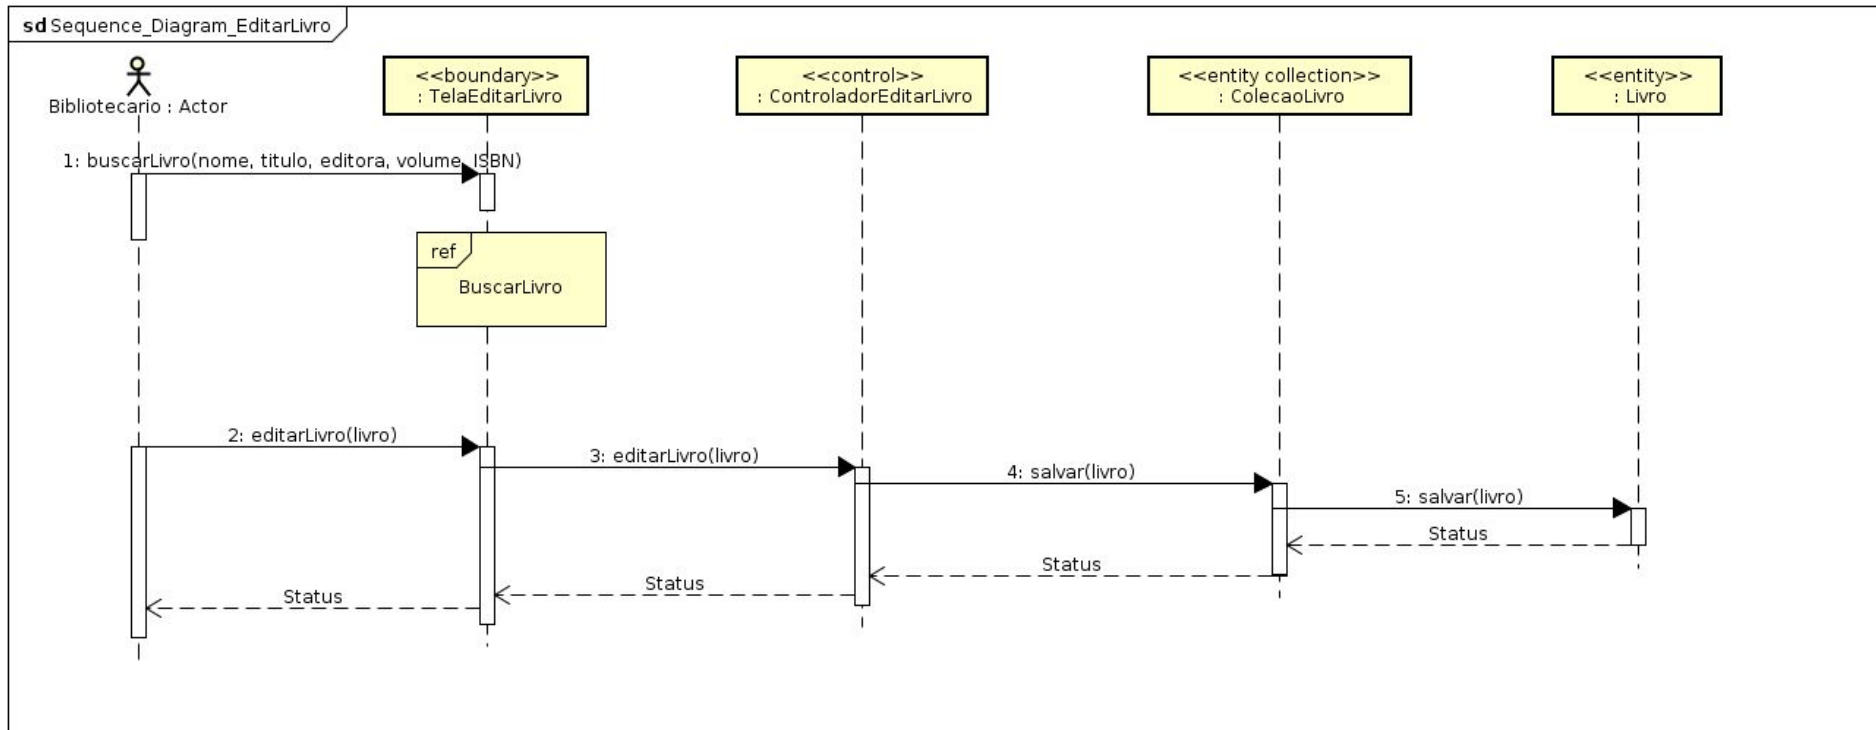 sd Sequence_Diagram_EditarLivro
Bibliotecario : Actor
<<boundary>>
: TelaEditarLivro
<<control>>
: ControladorEditarLivro
<<entity collection>>
: ColecaoLivro
<<entity>>
: Livro
1: buscarLivro(nome, titulo, editora, volume, ISBN)
ref
BuscarLivro
2: editarLivro(livro)
3: editarLivro(livro)
4: salvar(livro)
5: salvar(livro)
Status
Status
Status
Status